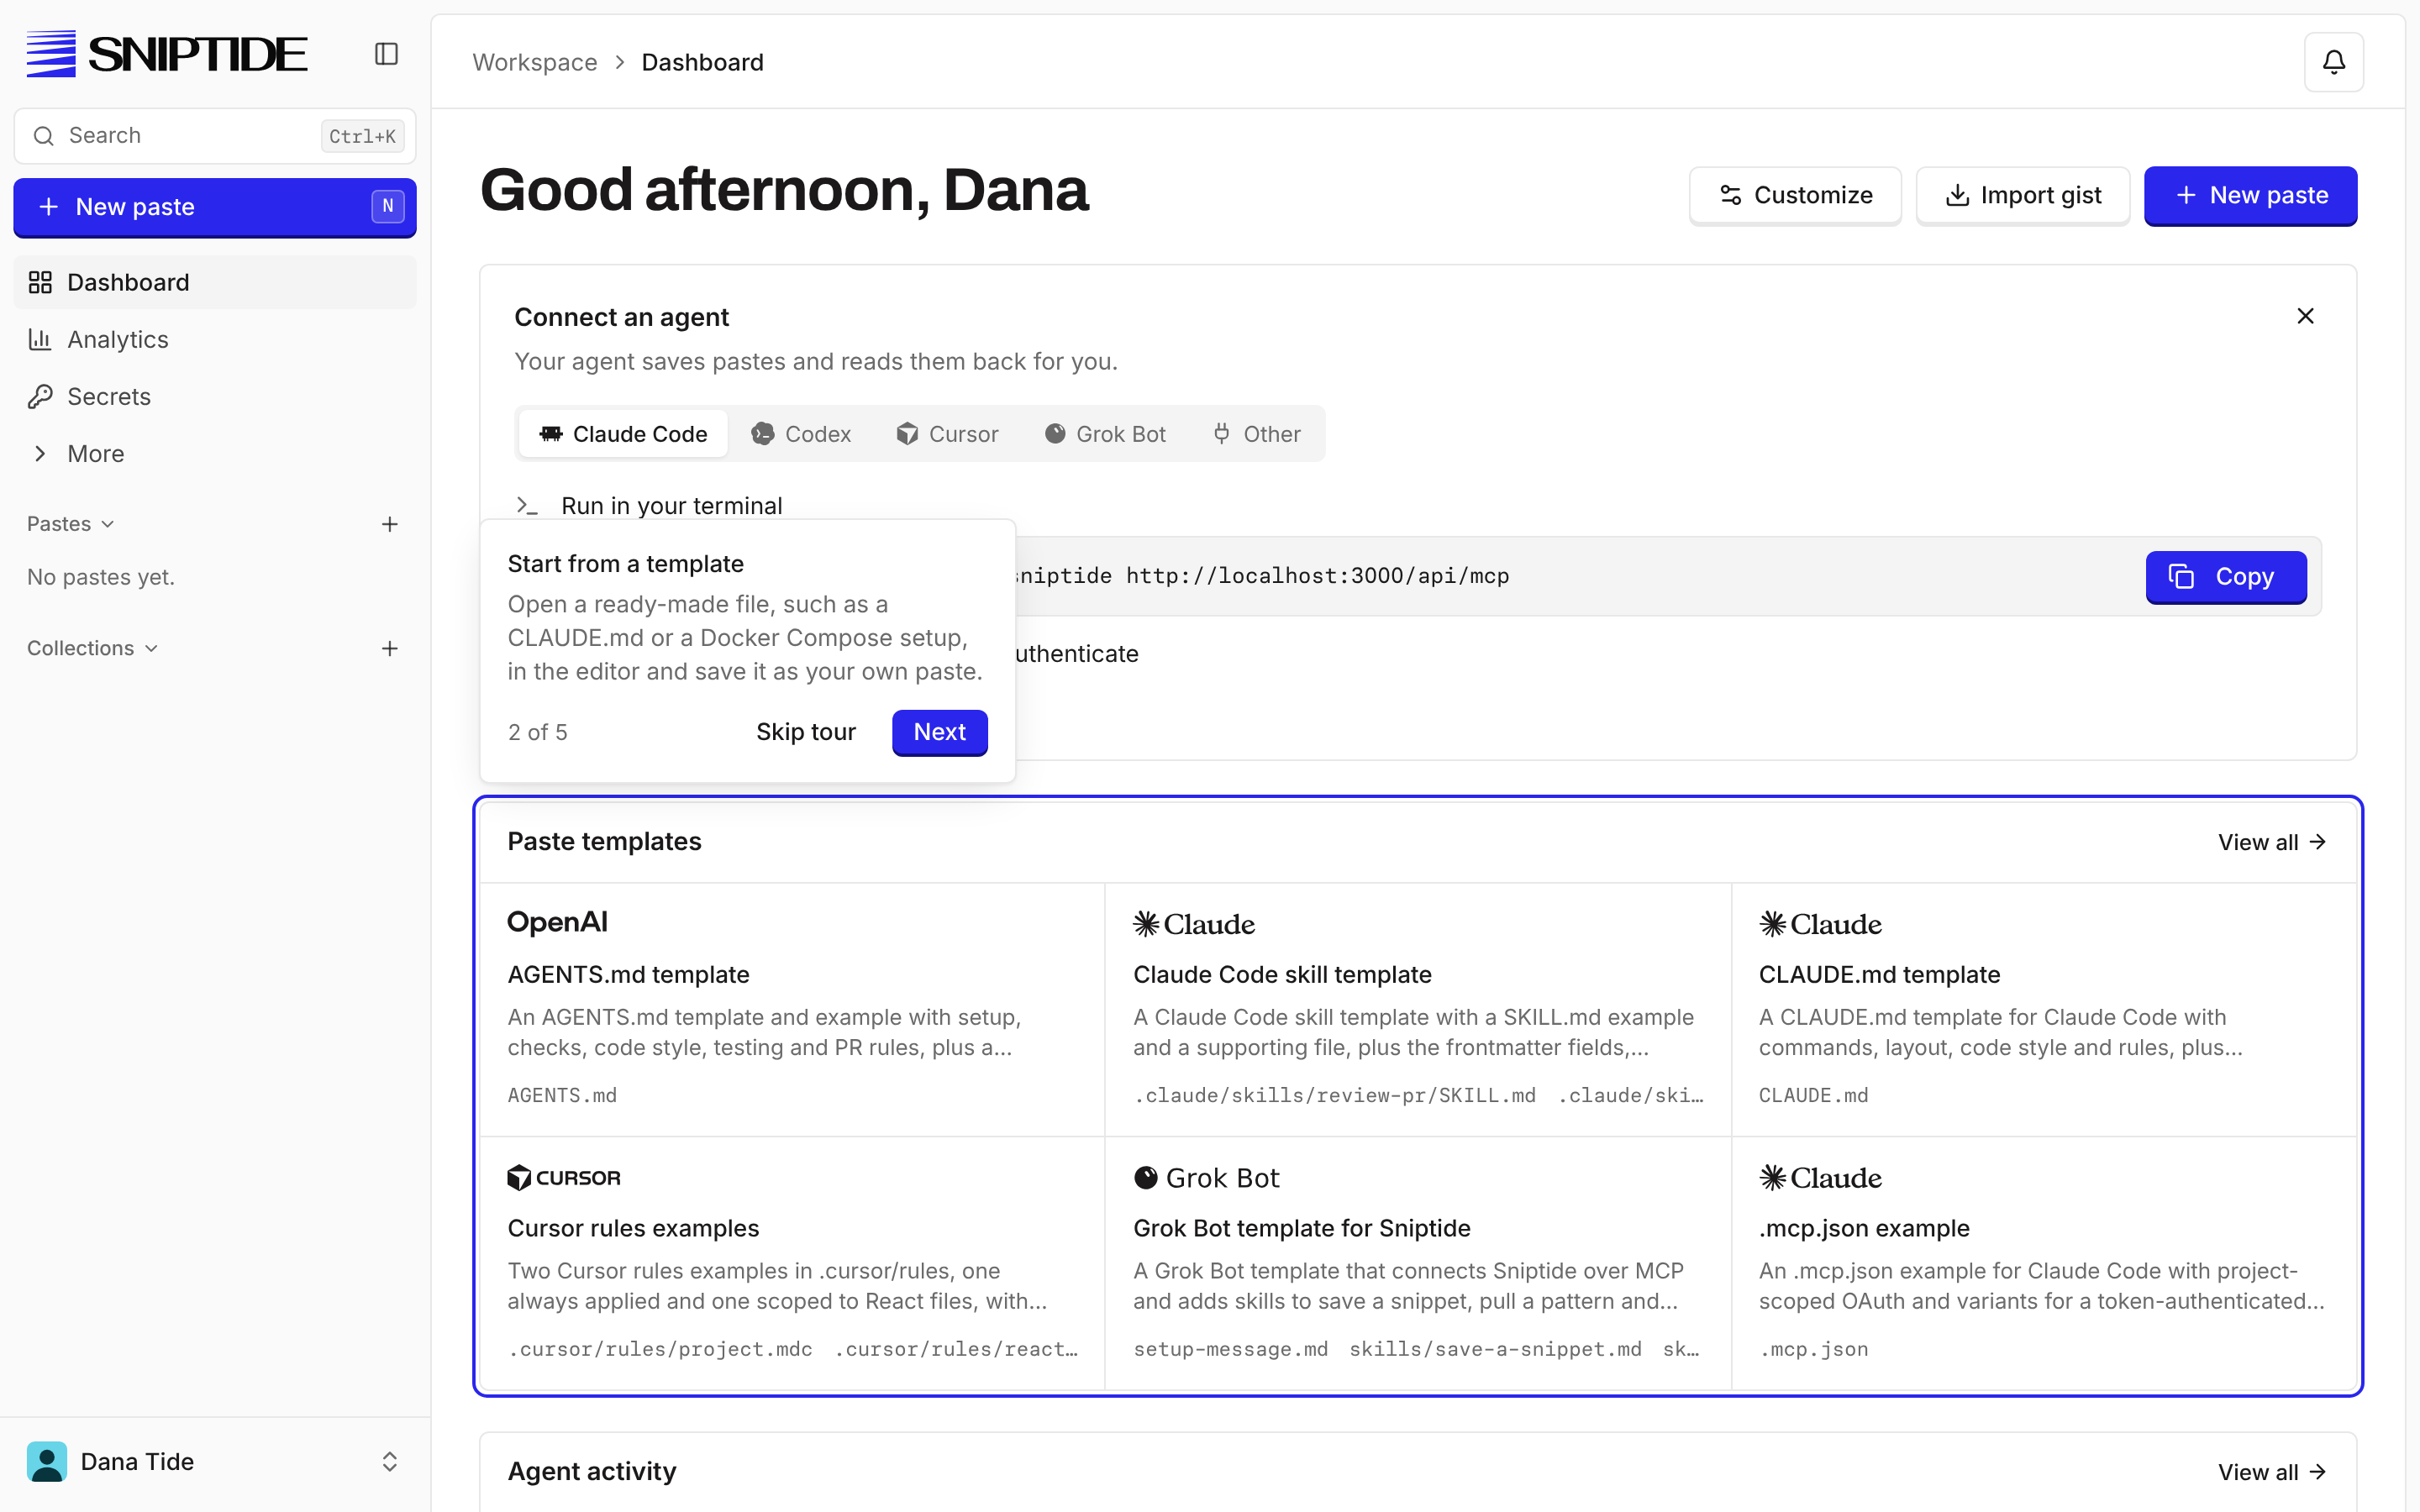 SNIPTIDE
Search
Ctrl+K
New paste
N
Dashboard
Analytics
Secrets
More
Pastes
No pastes yet.
Collections
Dana Tide
Workspace
Dashboard
Good afternoon, Dana
Customize
Import gist
New paste
Connect an agent
Your agent saves pastes and reads them back for you.
Claude Code
Codex
Cursor
Grok Bot
Other
Run in your terminal
sniptide http://localhost:3000/api/mcp
Copy
Start from a template
Open a ready-made file, such as a
CLAUDE.md or a Docker Compose setup,
in the editor and save it as your own paste.
2 of 5
Skip tour
Next
Paste templates
View all
OpenAI
AGENTS.md template
An AGENTS.md template and example with setup,
checks, code style, testing and PR rules, plus a...
AGENTS.md
Claude
Claude Code skill template
A Claude Code skill template with a SKILL.md example
and a supporting file, plus the frontmatter fields,...
.claude/skills/review-pr/SKILL.md .claude/ski...
Claude
CLAUDE.md template
A CLAUDE.md template for Claude Code with
commands, layout, code style and rules, plus...
CLAUDE.md
CURSOR
Cursor rules examples
Two Cursor rules examples in .cursor/rules, one
always applied and one scoped to React files, with...
.cursor/rules/project.mdc .cursor/rules/react...
Grok Bot
Grok Bot template for Sniptide
A Grok Bot template that connects Sniptide over MCP
and adds skills to save a snippet, pull a pattern and...
setup-message.md skills/save-a-snippet.md sk...
Claude
.mcp.json example
An .mcp.json example for Claude Code with project-
scoped OAuth and variants for a token-authenticated...
.mcp.json
Agent activity
View all